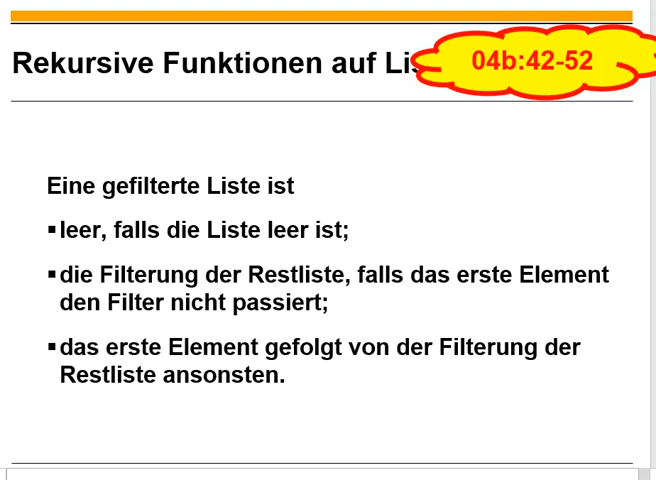 Rekursive Funktionen auf
04b:42-52
Eine gefilterte Liste ist
▪leer, falls die Liste leer ist;
▪die Filterung der Restliste, falls das erste Element
den Filter nicht passiert;
▪das erste Element gefolgt von der Filterung der
Restliste ansonsten.